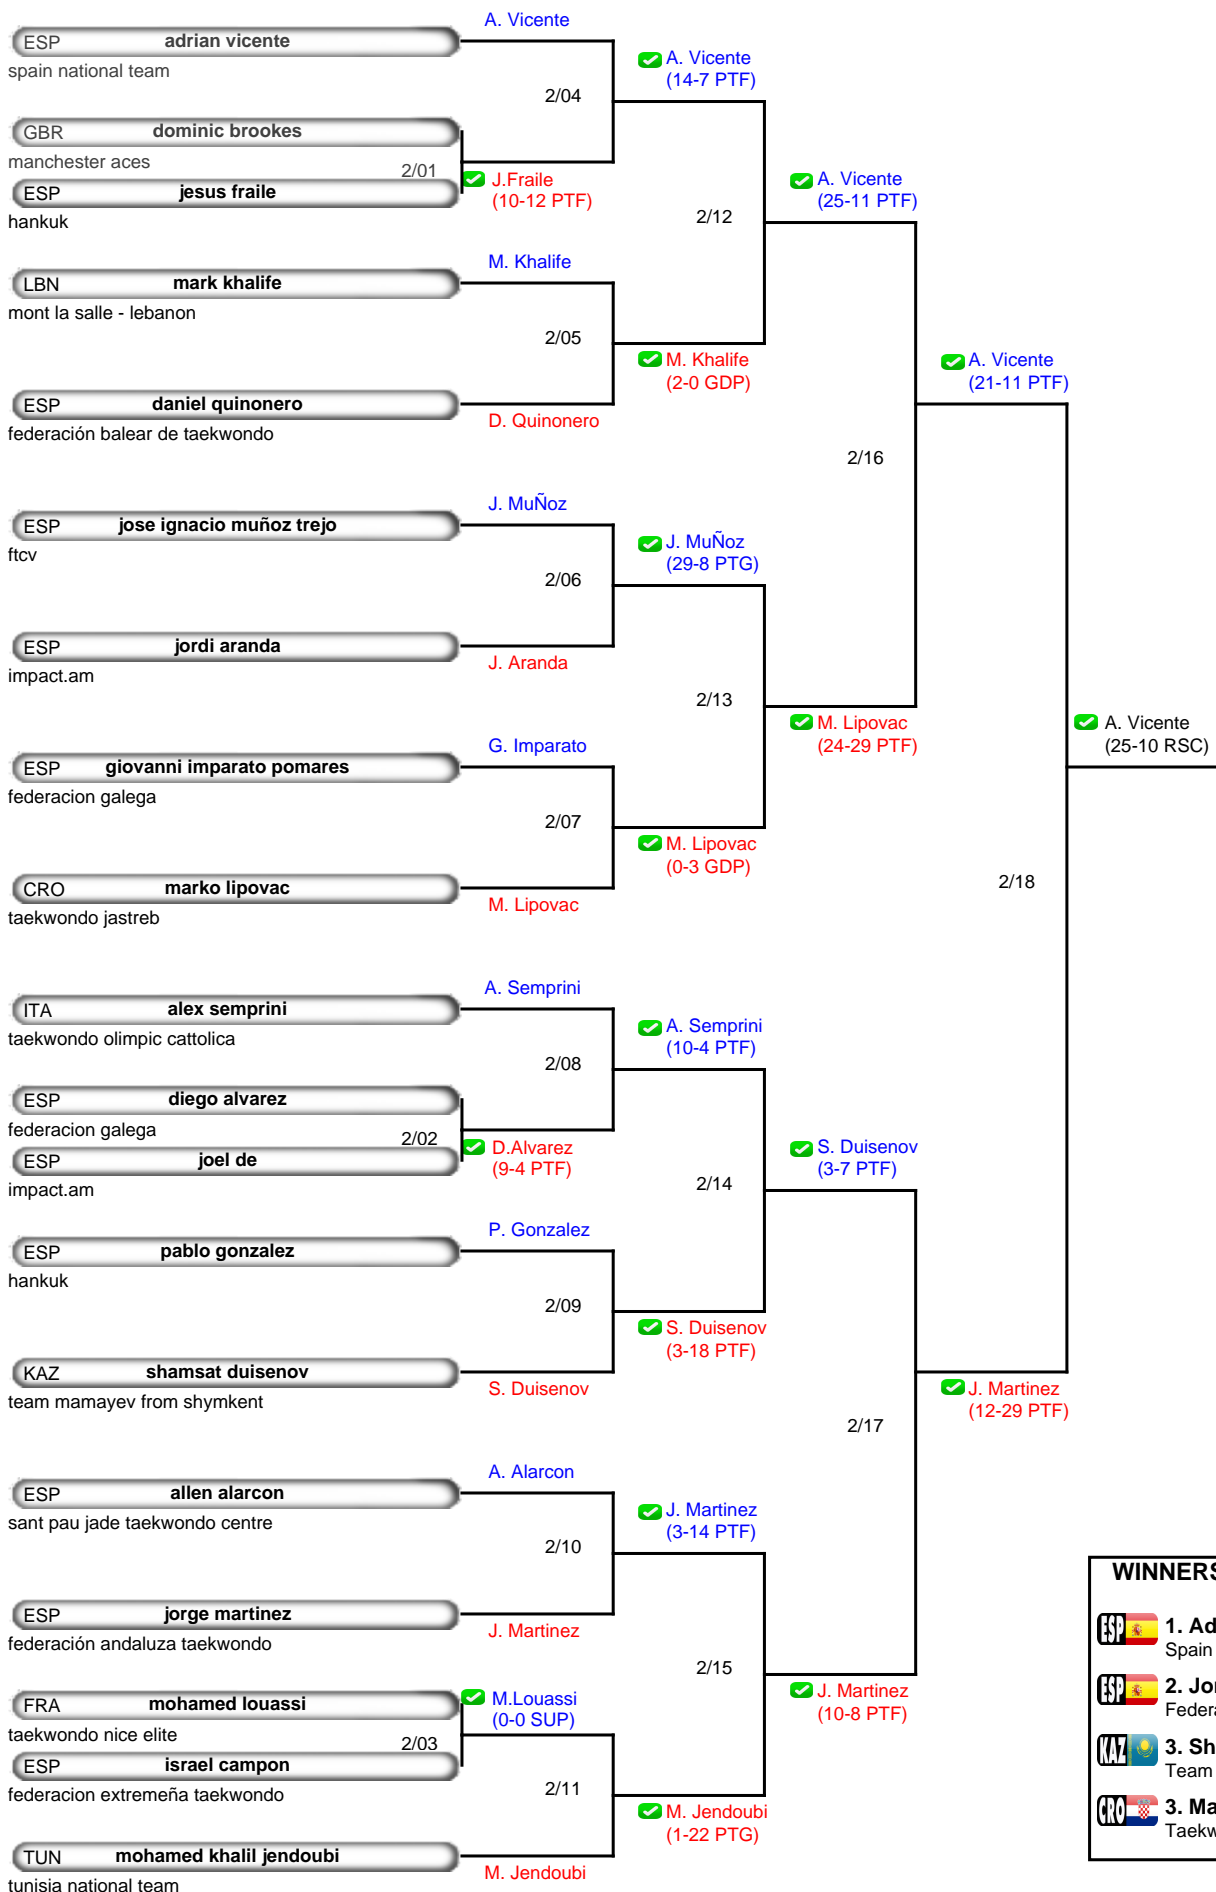 A. Vicente
ESP adrian vicente
spain national team
A. Vicente
(14-7 PTF)
2/04
GBR dominic brookes
manchester aces
2/01
ESP jesus fraile
hankuk
J.Fraile
(10-12 PTF)
A. Vicente
(25-11 PTF)
2/12
M. Khalife
LBN mark khalife
mont la salle - lebanon
2/05
M. Khalife
(2-0 GDP)
A. Vicente
(21-11 PTF)
ESP daniel quinonero
federación balear de taekwondo
D. Quinonero
2/16
J. MuÑoz
ESP jose ignacio muñoz trejo
ftcv
J. MuÑoz
(29-8 PTG)
2/06
ESP jordi aranda
impact.am
J. Aranda
2/13
M. Lipovac
(24-29 PTF)
A. Vicente
(25-10 RSC)
G. Imparato
ESP giovanni imparato pomares
federacion galega
2/07
M. Lipovac
(0-3 GDP)
CRO marko lipovac
taekwondo jastreb
M. Lipovac
2/18
A. Semprini
ITA alex semprini
taekwondo olimpic cattolica
A. Semprini
(10-4 PTF)
2/08
ESP diego alvarez
federacion galega
2/02
ESP joel de
impact.am
D.Alvarez
(9-4 PTF)
S. Duisenov
(3-7 PTF)
2/14
P. Gonzalez
ESP pablo gonzalez
hankuk
2/09
S. Duisenov
(3-18 PTF)
KAZ shamsat duisenov
team mamayev from shymkent
S. Duisenov
J. Martinez
(12-29 PTF)
2/17
A. Alarcon
ESP allen alarcon
sant pau jade taekwondo centre
J. Martinez
(3-14 PTF)
2/10
ESP jorge martinez
federación andaluza taekwondo
J. Martinez
2/15
J. Martinez
(10-8 PTF)
FRA mohamed louassi
taekwondo nice elite
2/03
M.Louassi
(0-0 SUP)
ESP israel campon
federacion extremeña taekwondo
2/11
M. Jendoubi
(1-22 PTG)
TUN mohamed khalil jendoubi
tunisia national team
M. Jendoubi
WINNERS
ESP 1. Ad
Spain
ESP 2. Jor
Federa
KAZ 3. Sh
Team
CRO 3. Ma
Taekw